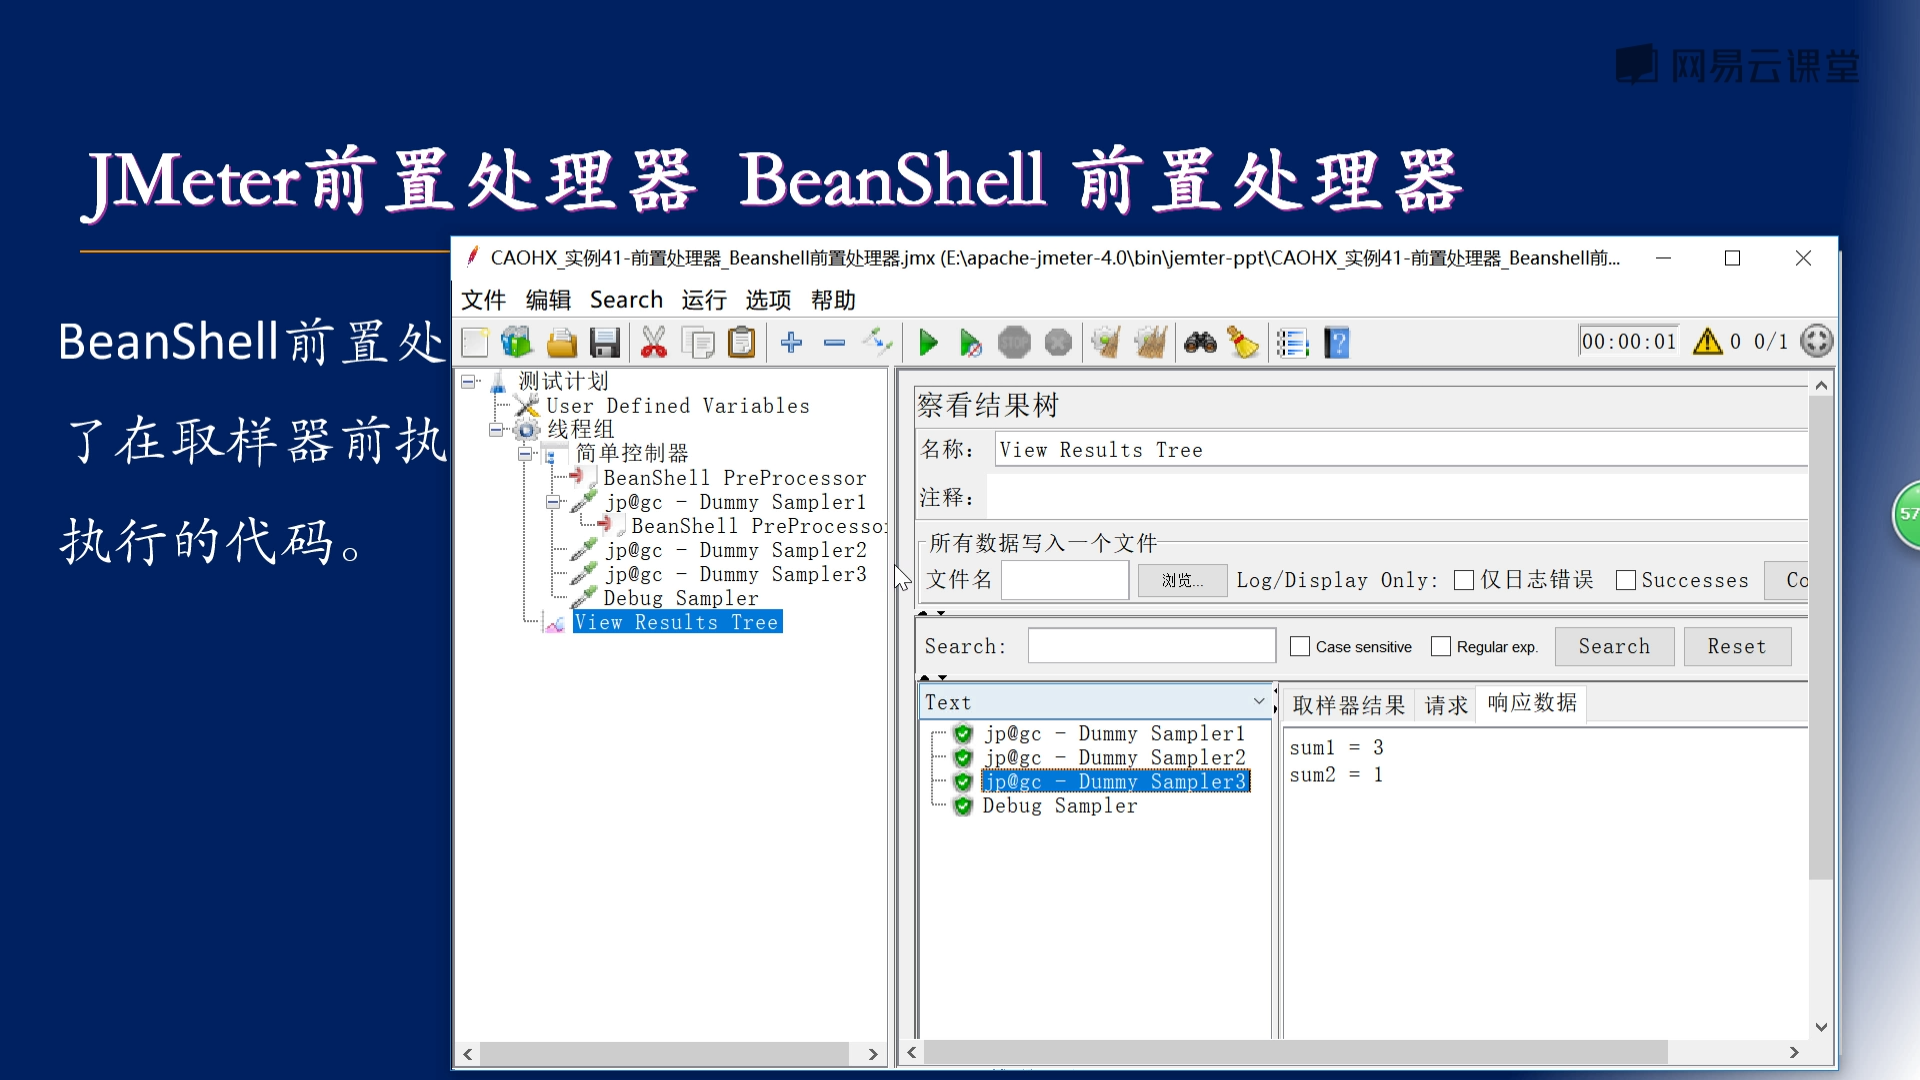 网易云课堂
JMeter前置处理器 BeanShell 前置处理器
BeanShell前置处
了在取样器前执
执行的代码。
CAOHX_实例41-前置处理器_Beanshell前置处理器.jmx (E:\apache-jmeter-4.0\bin\jemter-ppt\CAOHX_实例41-前置处理器_Beanshell前...
文件 编辑 Search 运行 选项 帮助
STOP
00:00:01 0 0/1
测试计划
User Defined Variables
线程组
简单控制器
BeanShell PreProcessor
jp@gc - Dummy Sampler1
BeanShell PreProcessor
jp@gc - Dummy Sampler2
jp@gc - Dummy Sampler3
Debug Sampler
View Results Tree
察看结果树
名称: View Results Tree
注释:
所有数据写入一个文件
文件名 浏览... Log/Display Only: 仅日志错误 Successes Co
Search: Case sensitive Regular exp. Search Reset
Text
jp@gc - Dummy Sampler1
jp@gc - Dummy Sampler2
jp@gc - Dummy Sampler3
Debug Sampler
取样器结果 请求 响应数据
sum1 = 3
sum2 = 1
57